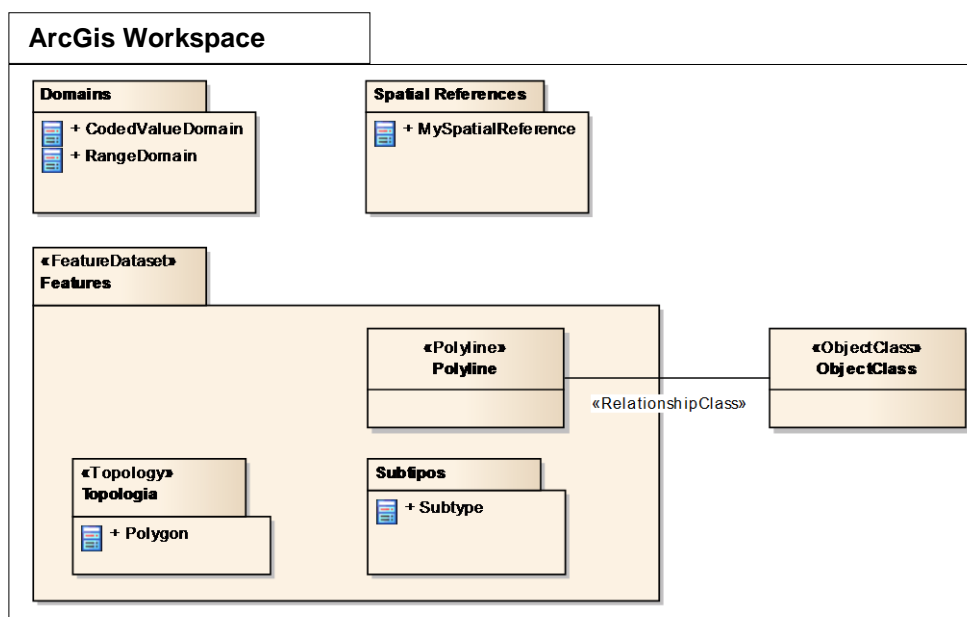 ArcGis Workspace
Domains
+ CodedValueDomain
+ RangeDomain
Spatial References
+ MySpatialReference
«FeatureDataset»
Features
«Polyline»
Polyline
«RelationshipClass»
«ObjectClass»
ObjectClass
«Topology»
Topologia
+ Polygon
Subtipos
+ Subtype